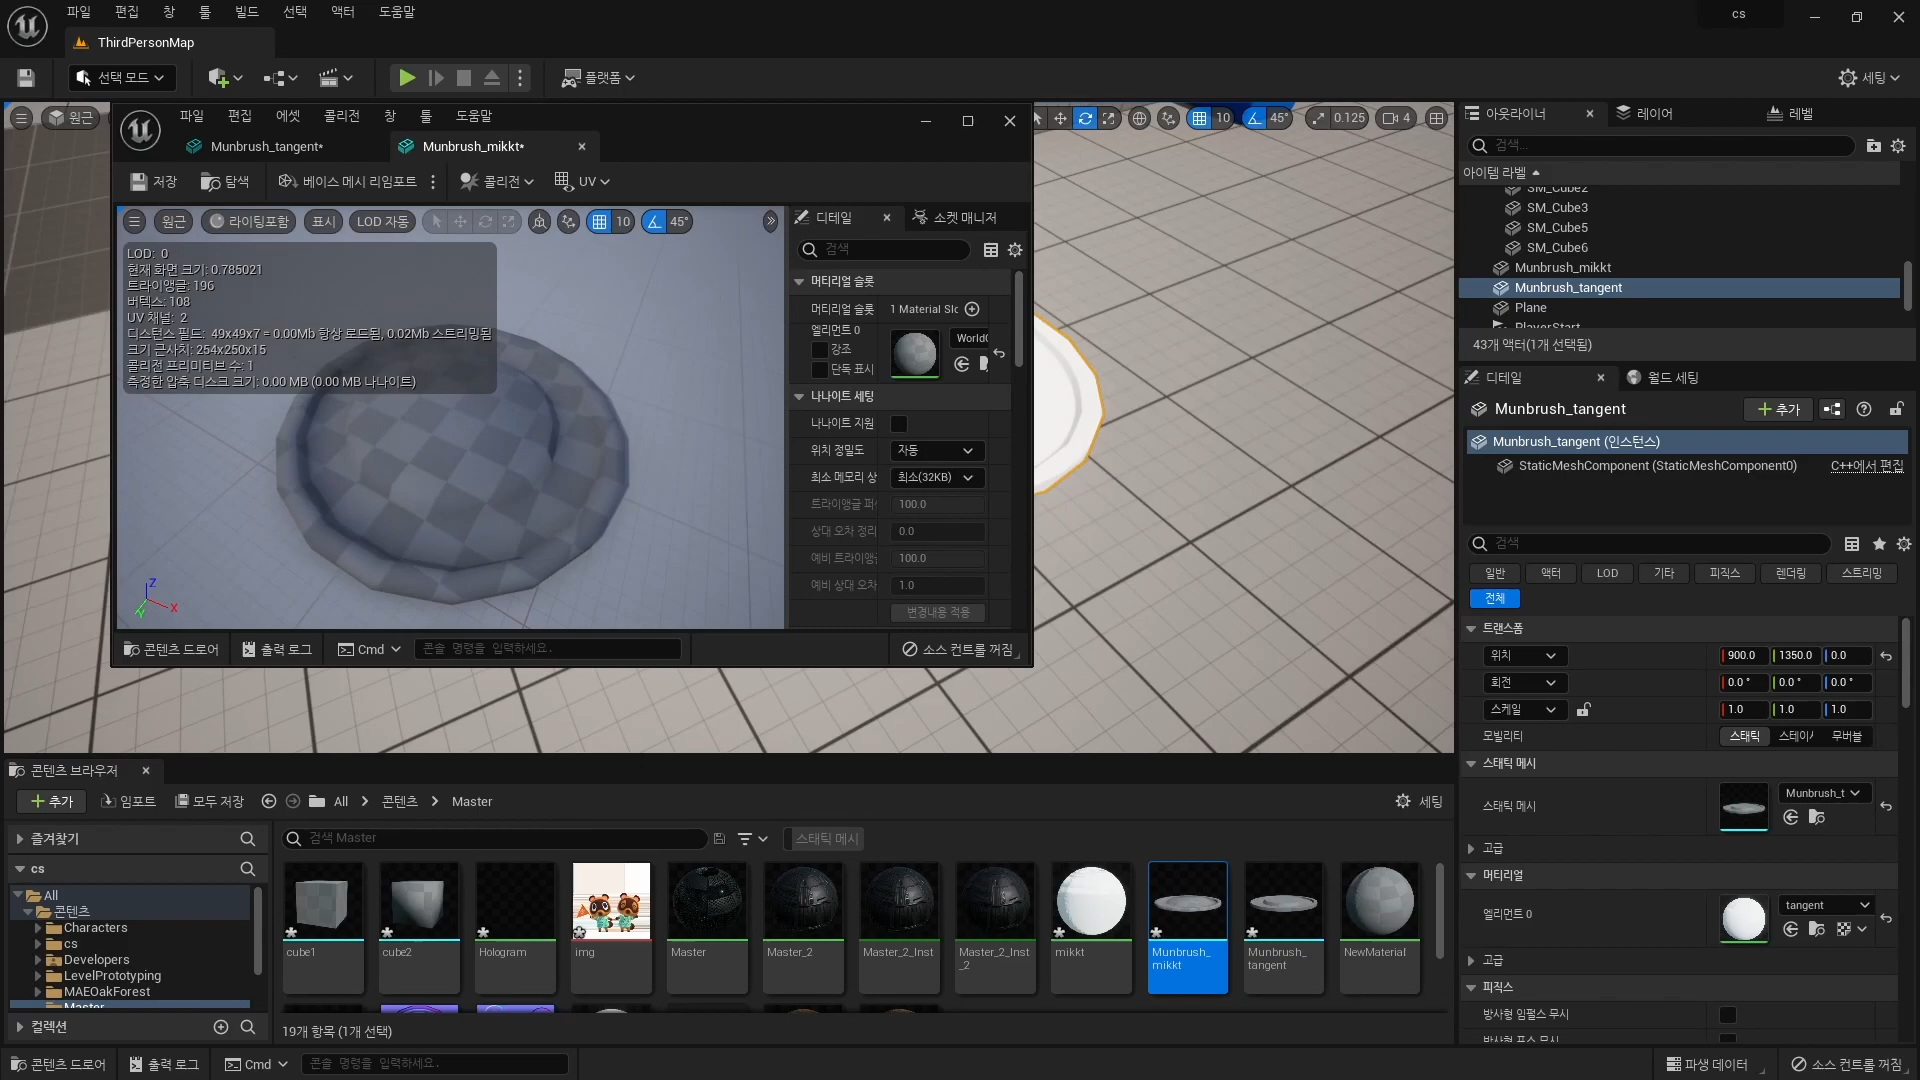 파일 편집 창 툴 빌드 선택 액터 도움말
cs
ThirdPersonMap
선택 모드
플랫폼
세팅
원근
10 45° 0.125 4
파일 편집 에셋 콜리전 창 툴 도움말
Munbrush_tangent*
Munbrush_mikkt*
저장 탐색 베이스 메시 리임포트 콜리전 UV
원근 라이팅포함 표시 LOD 자동 10 45°
LOD: 0
현재 화면 크기: 0.785021
트라이앵글: 196
버텍스: 108
UV 채널: 2
디스턴스 필드: 49x49x7 = 0.00Mb 항상 로드됨, 0.02Mb 스트리밍됨
크기 근사치: 254x250x15
콜리전 프리미티브 수: 1
측정한 압축 디스크 크기: 0.00 MB (0.00 MB 나나이트)
Z
X
Y
디테일 소켓 매니저
검색
머티리얼 슬롯
머티리얼 슬롯 1 Material Slo
엘리먼트 0
강조
단독 표시
World
나나이트 세팅
나나이트 지원
위치 정밀도 자동
최소 메모리 상 최소(32KB)
트라이앵글 퍼 100.0
상대 오차 정리 0.0
예비 트라이앵글 100.0
예비 상대 오차 1.0
변경내용 적용
콘텐츠 드로어 출력 로그 Cmd 콘솔 명령을 입력하세요. 소스 컨트롤 꺼짐
아웃라이너 레이어 레벨
검색...
아이템 라벨
SM_Cube2
SM_Cube3
SM_Cube5
SM_Cube6
Munbrush_mikkt
Munbrush_tangent
Plane
PlayerStart
43개 액터(1개 선택됨)
디테일 월드 세팅
Munbrush_tangent 추가
Munbrush_tangent (인스턴스)
StaticMeshComponent (StaticMeshComponent0) C++에서 편집
검색
일반 액터 LOD 기타 피직스 렌더링 스트리밍
전체
트랜스폼
위치 900.0 1350.0 0.0
회전 0.0 ° 0.0 ° 0.0 °
스케일 1.0 1.0 1.0
모빌리티 스태틱 스테이 무버블
스태틱 메시
스태틱 메시 Munbrush_t
고급
머티리얼
엘리먼트 0 tangent
고급
피직스
방사형 임펄스 무시
방사형 포스 무시
콘텐츠 브라우저
추가 임포트 모두 저장 All 콘텐츠 Master 세팅
즐겨찾기
cs
All
콘텐츠
Characters
cs
Developers
LevelPrototyping
MAEOakForest
Master
컬렉션
검색 Master
스태틱 메시
cube1
cube2
Hologram
img
Master
Master_2
Master_2_Inst
Master_2_Inst_2
mikkt
Munbrush_mikkt
Munbrush_tangent
NewMaterial
19개 항목 (1개 선택)
콘텐츠 드로어 출력 로그 Cmd 콘솔 명령을 입력하세요. 파생 데이터 소스 컨트롤 꺼짐